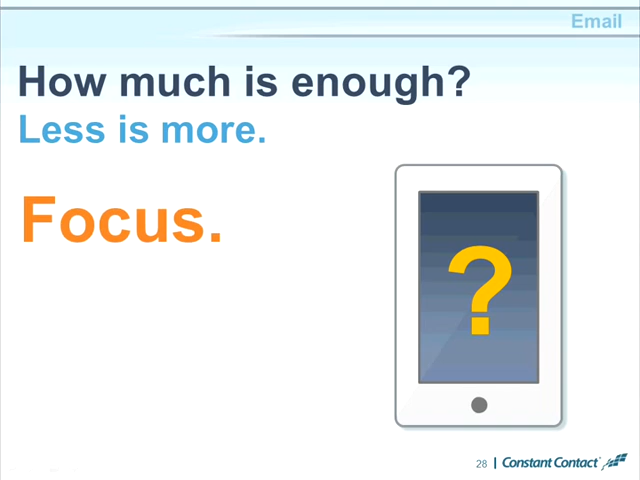 Email
How much is enough?
Less is more.
Focus.
?
28 | Constant Contact